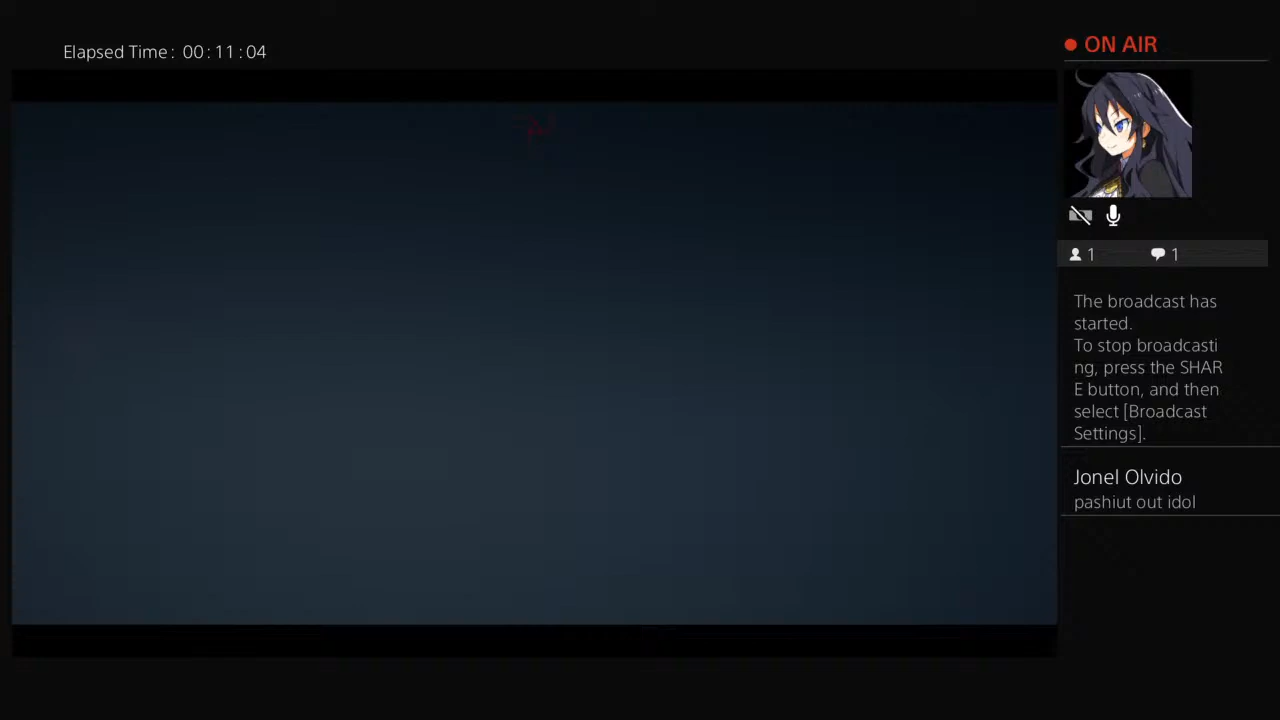 Elapsed Time: 00:11:04
ON AIR
1
1
The broadcast has
started.
To stop broadcasti
ng, press the SHAR
E button, and then
select [Broadcast
Settings].
Jonel Olvido
pashiut out idol